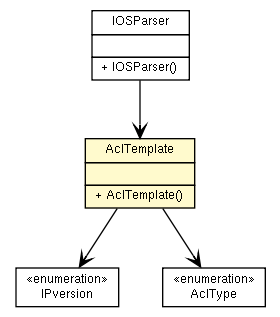 IOSParser
+ IOSParser()
AclTemplate
+ AclTemplate()
«enumeration»
IPversion
«enumeration»
AclType